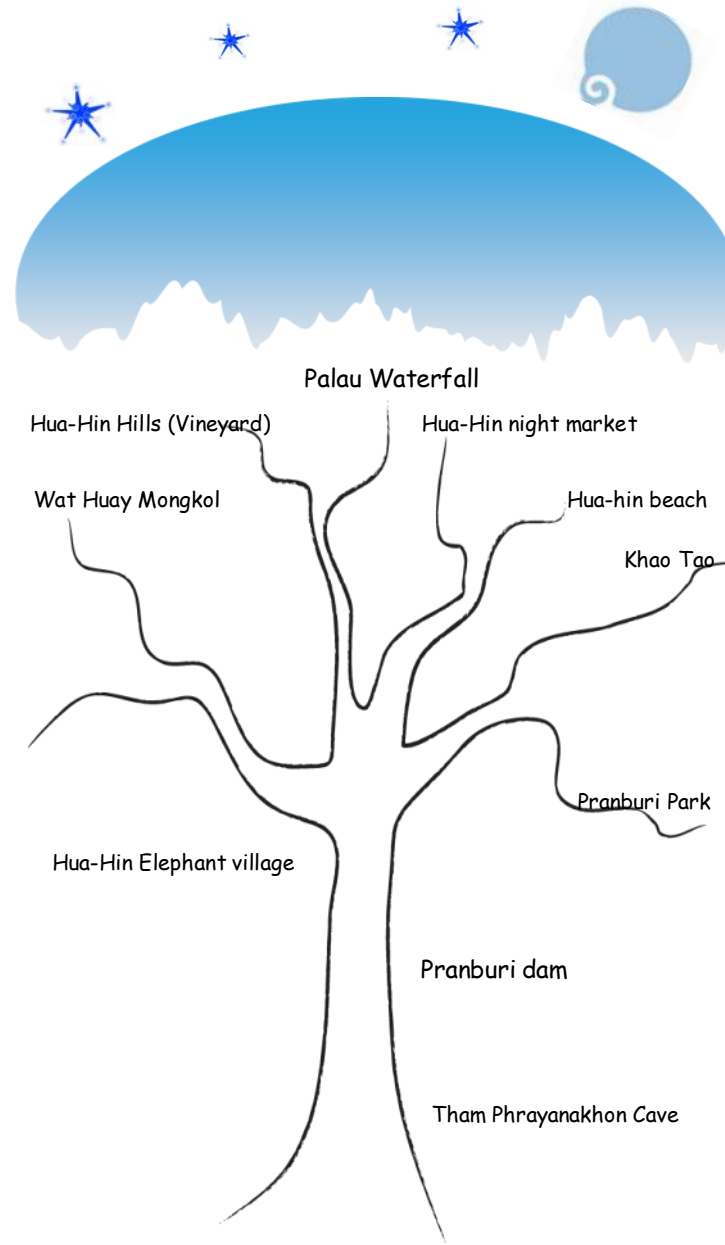 Palau Waterfall
Hua-Hin Hills (Vineyard)
Hua-Hin night market
Wat Huay Mongkol
Hua-hin beach
Khao Tao
Pranburi Park
Hua-Hin Elephant village
Pranburi dam
Tham Phrayanakhon Cave